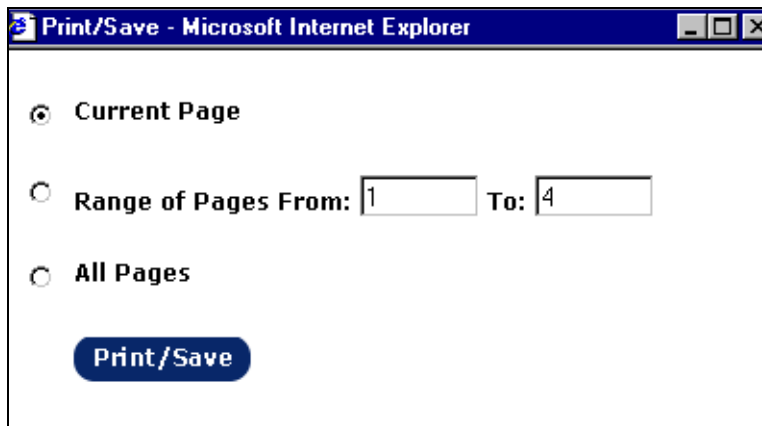 Print/Save - Microsoft Internet Explorer
Current Page
Range of Pages From: 1 To: 4
All Pages
Print/Save